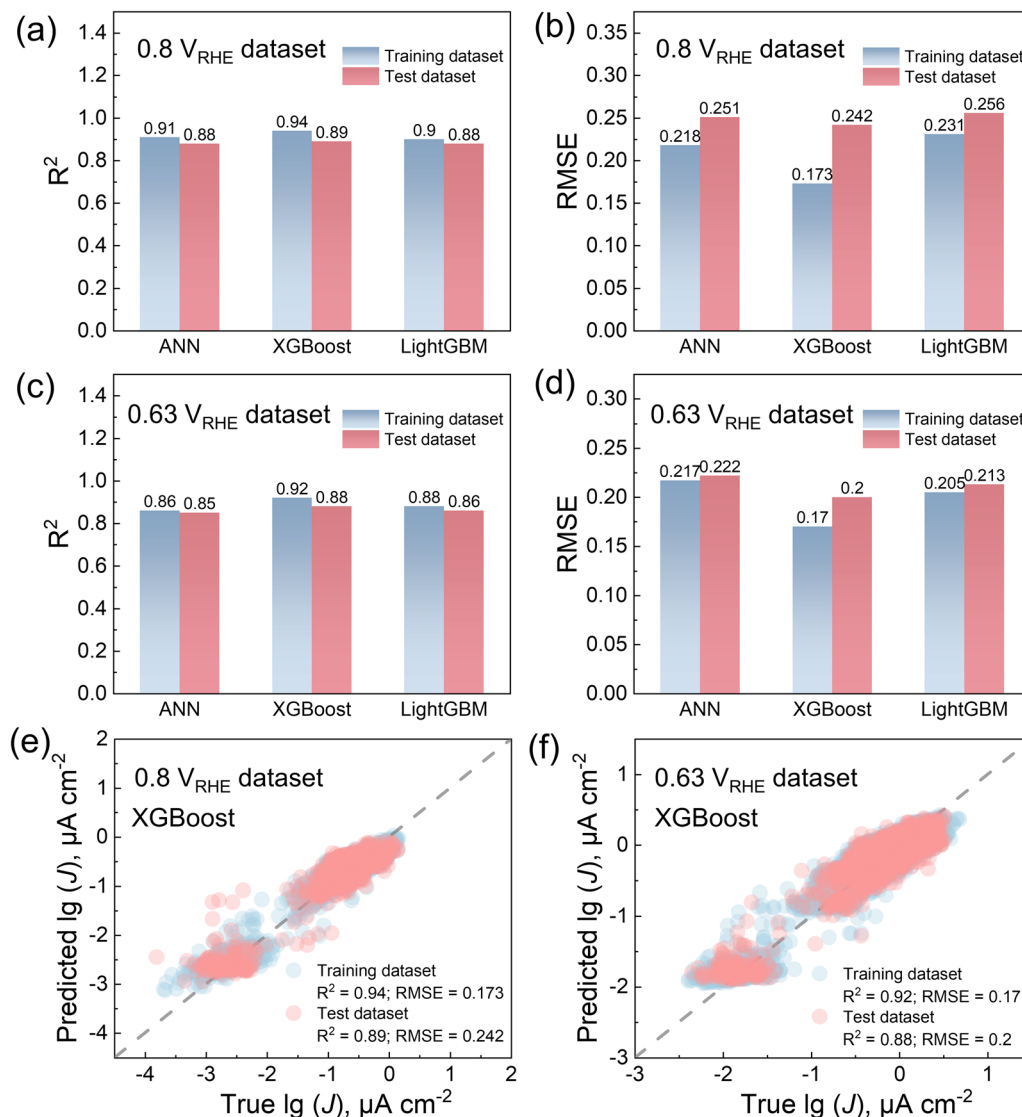 (a)
0.8 V_RHE dataset
Training dataset
Test dataset
R²
1.4
1.2
1.0
0.8
0.6
0.4
0.2
0.0
0.91
0.88
0.94
0.89
0.9
0.88
ANN
XGBoost
LightGBM
(b)
0.8 V_RHE dataset
Training dataset
Test dataset
RMSE
0.35
0.30
0.25
0.20
0.15
0.10
0.05
0.00
0.218
0.251
0.173
0.242
0.231
0.256
ANN
XGBoost
LightGBM
(c)
0.63 V_RHE dataset
Training dataset
Test dataset
R²
1.4
1.2
1.0
0.8
0.6
0.4
0.2
0.0
0.86
0.85
0.92
0.88
0.88
0.86
ANN
XGBoost
LightGBM
(d)
0.63 V_RHE dataset
Training dataset
Test dataset
RMSE
0.30
0.25
0.20
0.15
0.10
0.05
0.00
0.217
0.222
0.17
0.2
0.205
0.213
ANN
XGBoost
LightGBM
(e)
0.8 V_RHE dataset
XGBoost
Predicted lg (J), µA cm⁻²
2
1
0
-1
-2
-3
-4
Training dataset
R² = 0.94; RMSE = 0.173
Test dataset
R² = 0.89; RMSE = 0.242
-4
-3
-2
-1
0
1
2
True lg (J), µA cm⁻²
(f)
0.63 V_RHE dataset
XGBoost
Predicted lg (J), µA cm⁻²
1
0
-1
-2
-3
Training dataset
R² = 0.92; RMSE = 0.17
Test dataset
R² = 0.88; RMSE = 0.2
-3
-2
-1
0
1
True lg (J), µA cm⁻²